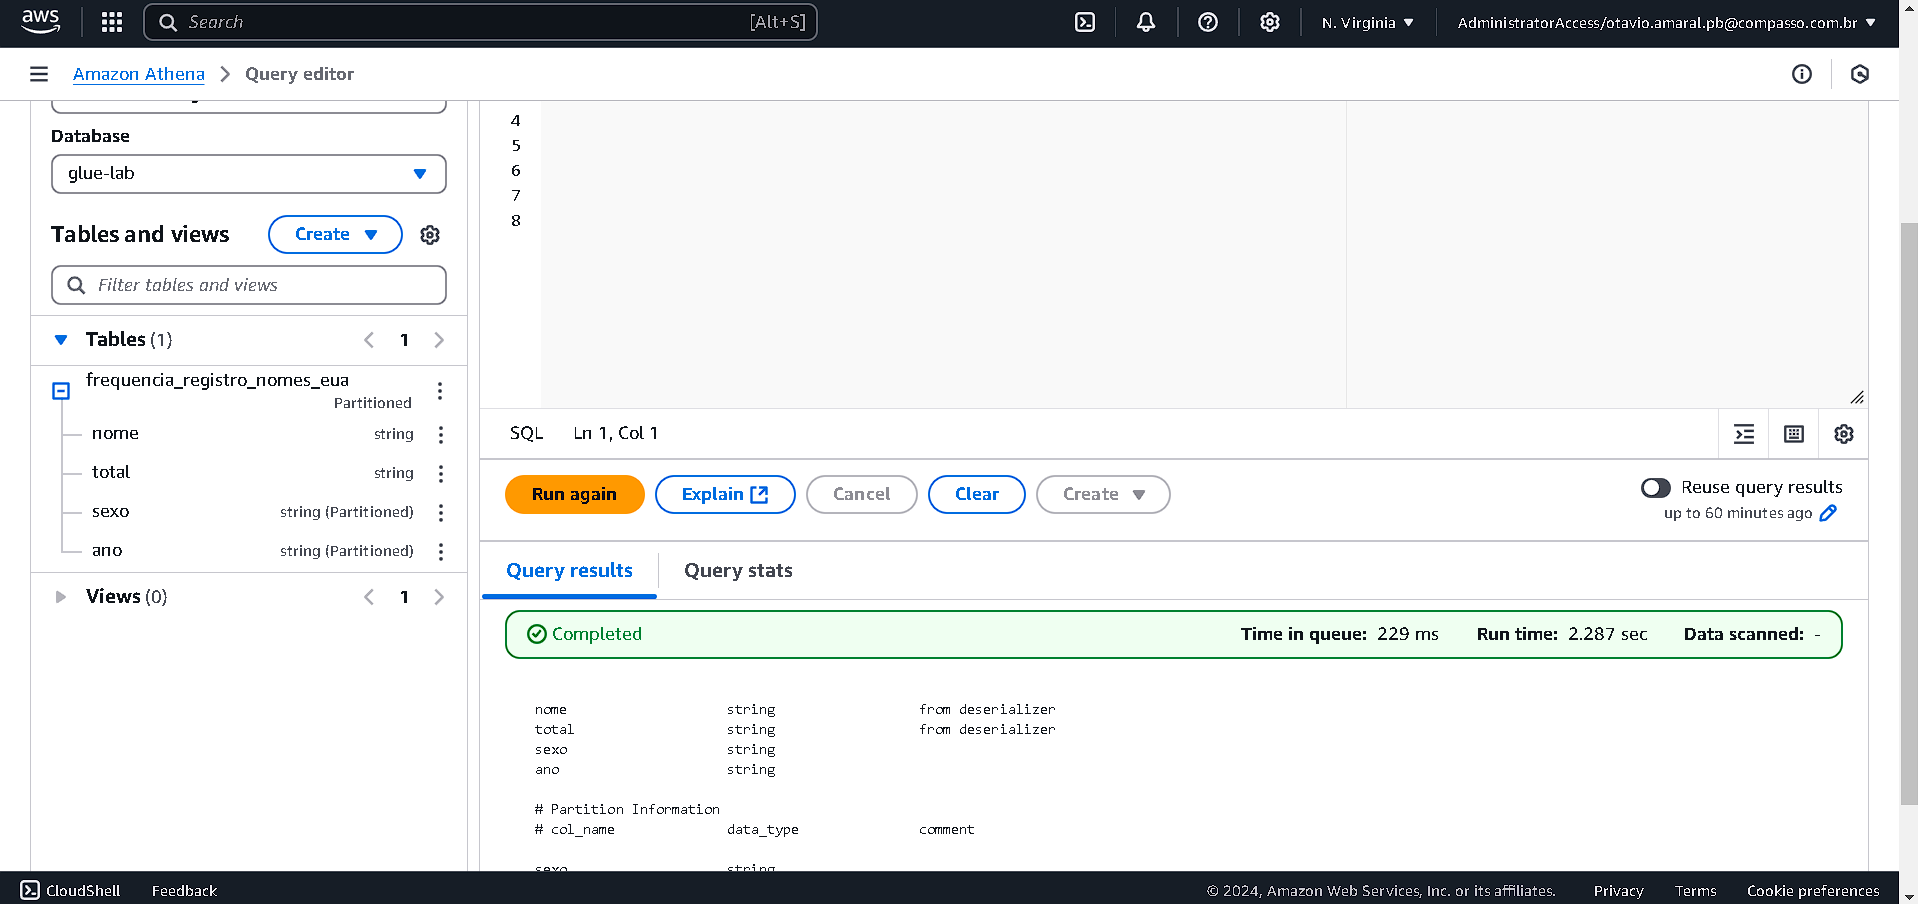 aws
Search [Alt+S]
N. Virginia
AdministratorAccess/otavio.amaral.pb@compasso.com.br
Amazon Athena
Query editor
Database
glue-lab
Tables and views
Create
Filter tables and views
Tables (1)
1
frequencia_registro_nomes_eua
Partitioned
nome string
total string
sexo string (Partitioned)
ano string (Partitioned)
Views (0)
1
4
5
6
7
8
SQL Ln 1, Col 1
Run again
Explain
Cancel
Clear
Create
Reuse query results
up to 60 minutes ago
Query results
Query stats
Completed
Time in queue: 229 ms
Run time: 2.287 sec
Data scanned: -
nome string from deserializer
total string from deserializer
sexo string
ano string
# Partition Information
# col_name data_type comment
sexo string
CloudShell
Feedback
© 2024, Amazon Web Services, Inc. or its affiliates.
Privacy
Terms
Cookie preferences